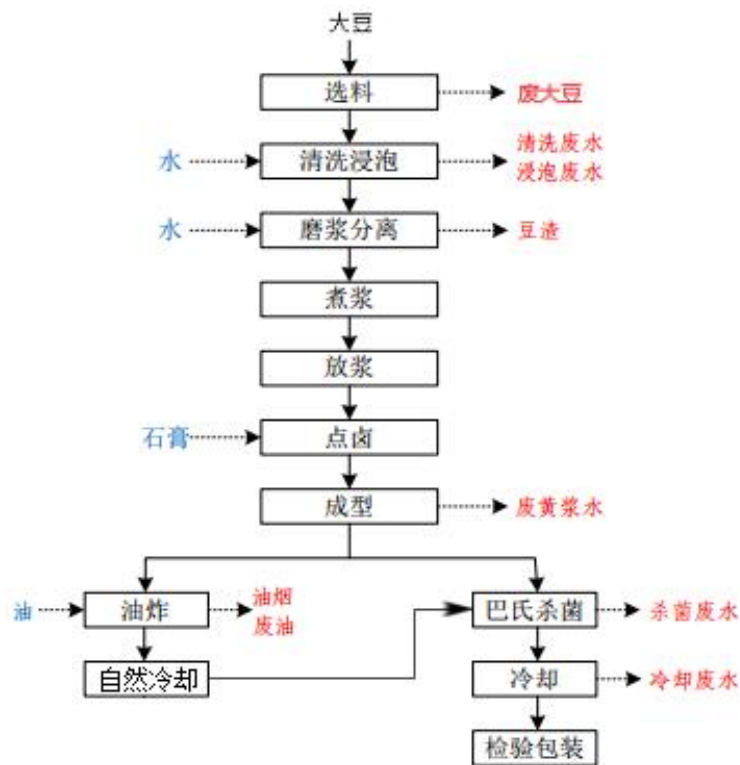 大豆
选料
废大豆
水
清洗浸泡
清洗废水
浸泡废水
水
磨浆分离
豆渣
煮浆
放浆
石膏
点卤
成型
废黄浆水
油
油炸
油烟
废油
巴氏杀菌
杀菌废水
自然冷却
冷却
冷却废水
检验包装